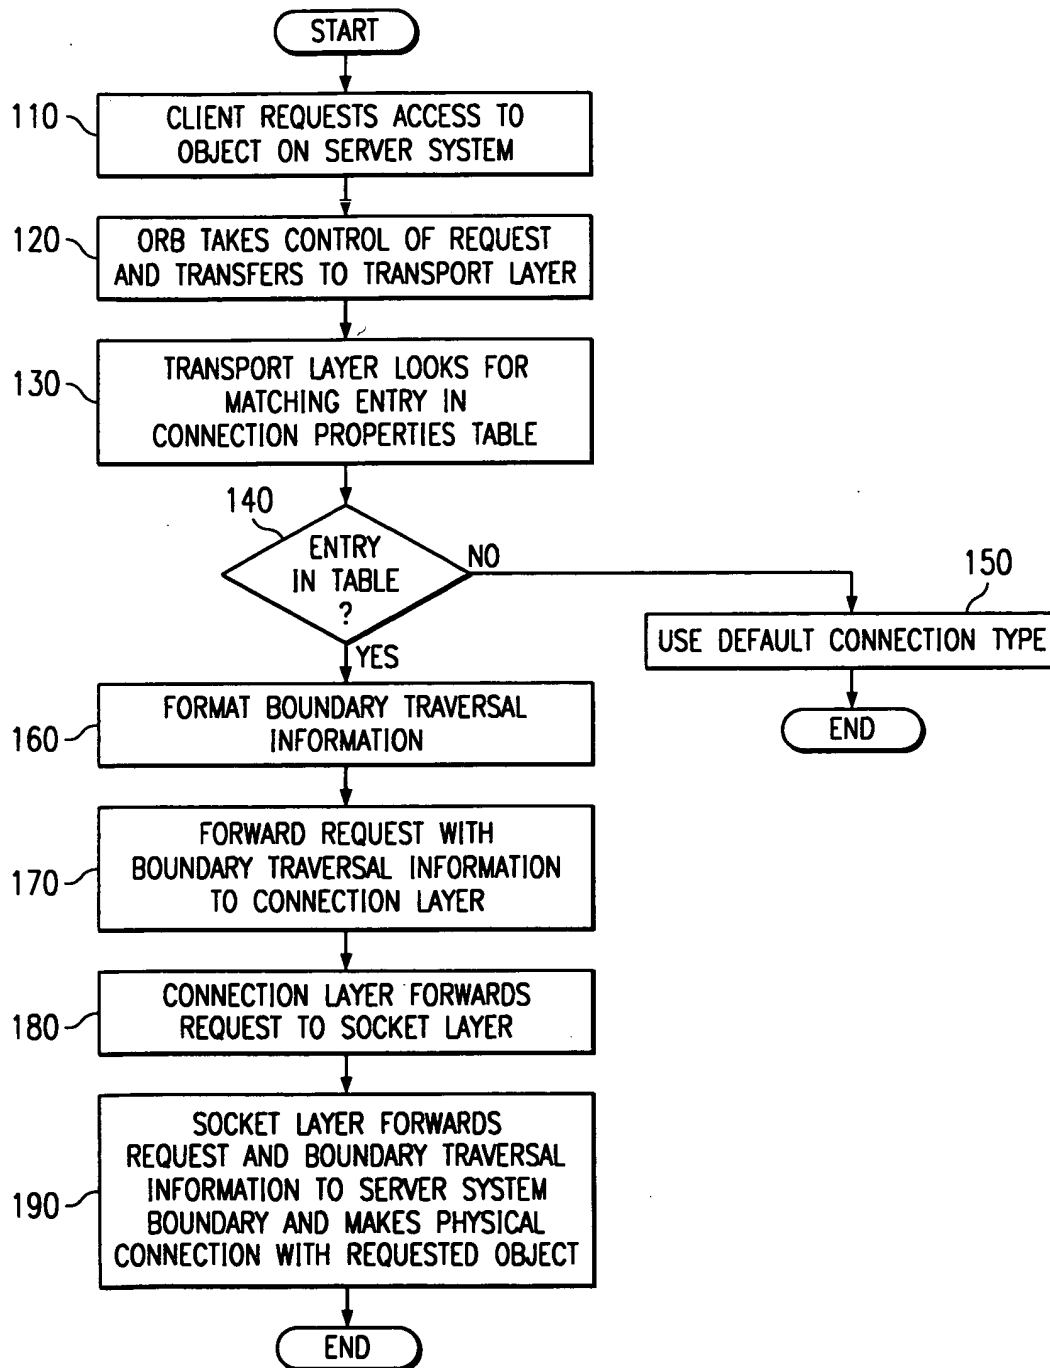 START
110
CLIENT REQUESTS ACCESS TO
OBJECT ON SERVER SYSTEM
120
ORB TAKES CONTROL OF REQUEST
AND TRANSFERS TO TRANSPORT LAYER
130
TRANSPORT LAYER LOOKS FOR
MATCHING ENTRY IN
CONNECTION PROPERTIES TABLE
140
ENTRY
IN TABLE
?
NO
150
USE DEFAULT CONNECTION TYPE
END
YES
160
FORMAT BOUNDARY TRAVERSAL
INFORMATION
170
FORWARD REQUEST WITH
BOUNDARY TRAVERSAL INFORMATION
TO CONNECTION LAYER
180
CONNECTION LAYER FORWARDS
REQUEST TO SOCKET LAYER
190
SOCKET LAYER FORWARDS
REQUEST AND BOUNDARY TRAVERSAL
INFORMATION TO SERVER SYSTEM
BOUNDARY AND MAKES PHYSICAL
CONNECTION WITH REQUESTED OBJECT
END